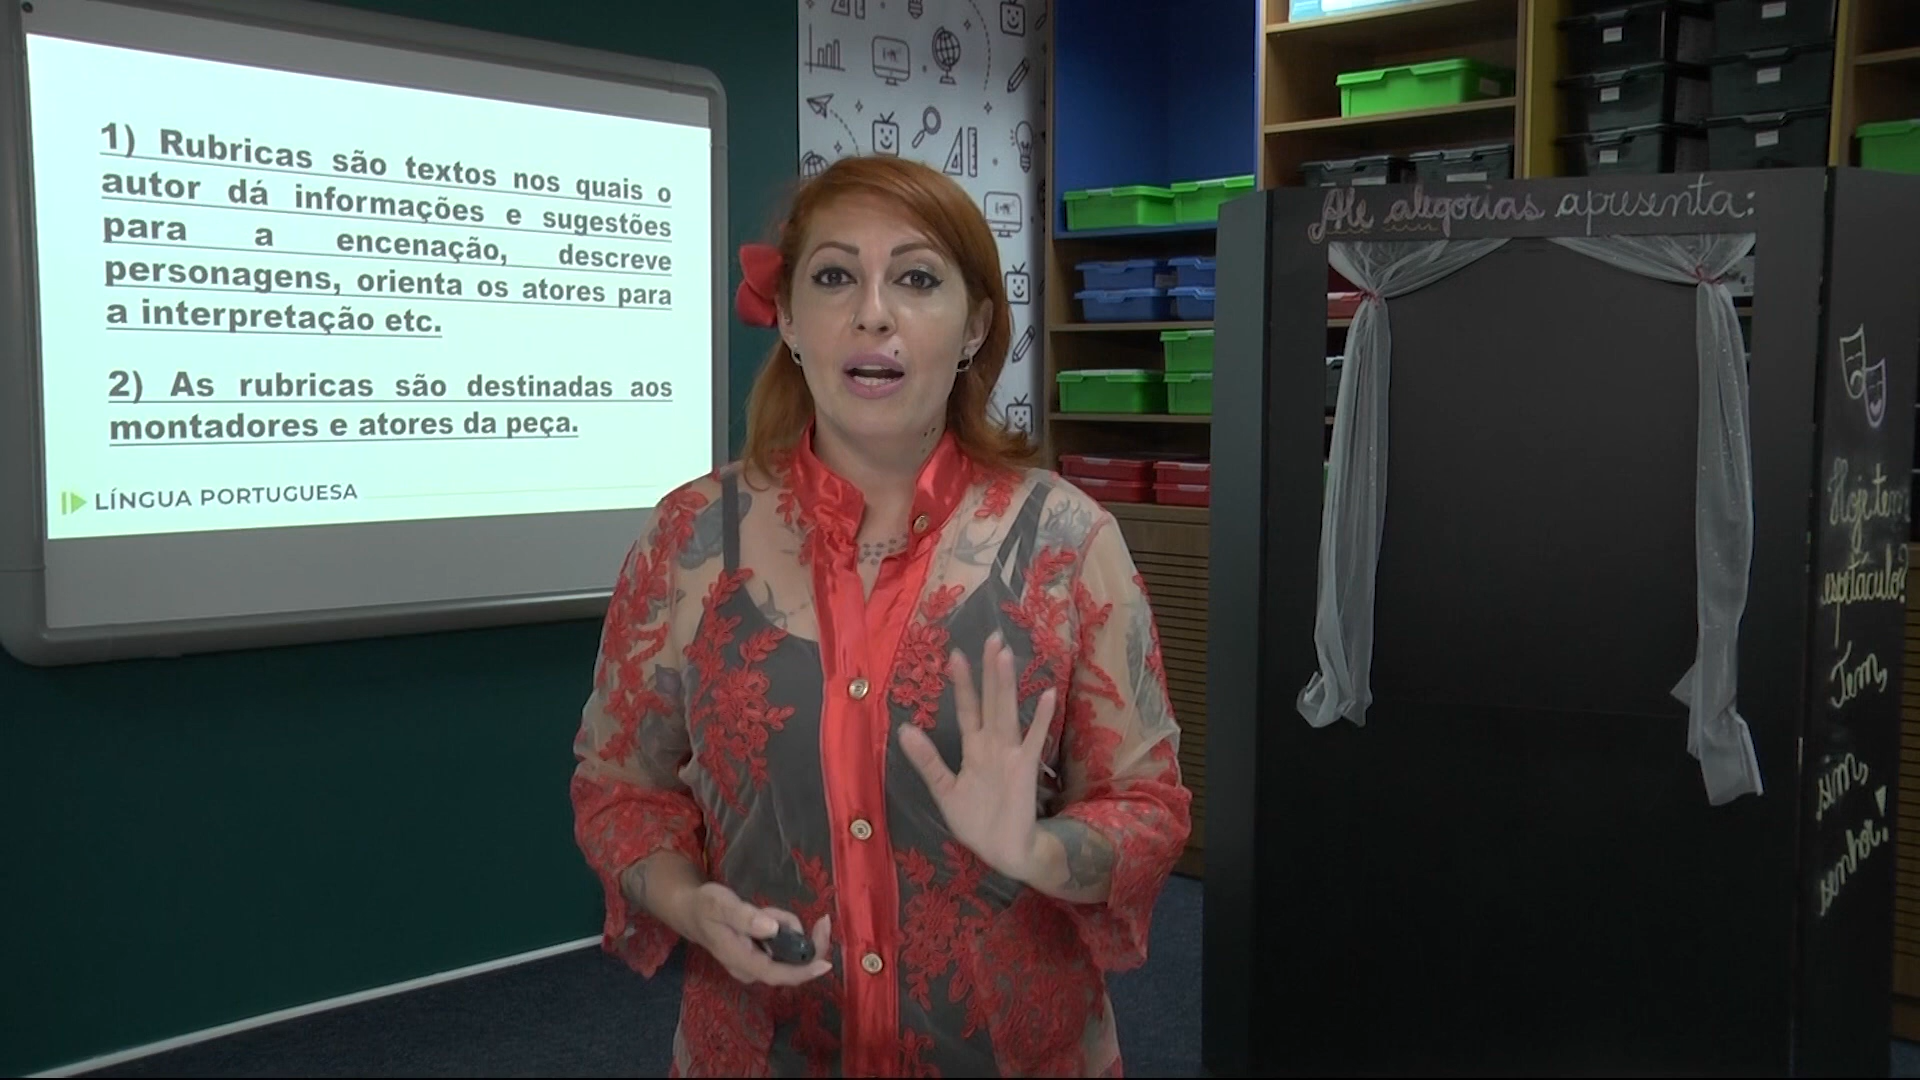 1) Rubricas são textos nos quais o
autor dá informações e sugestões
para a encenação, descreve
personagens, orienta os atores para
a interpretação etc.
2) As rubricas são destinadas aos
montadores e atores da peça.
LÍNGUA PORTUGUESA
Ale alegorias apresenta:
Hoje tem
espetáculo?
Tem,
sim,
senhor!